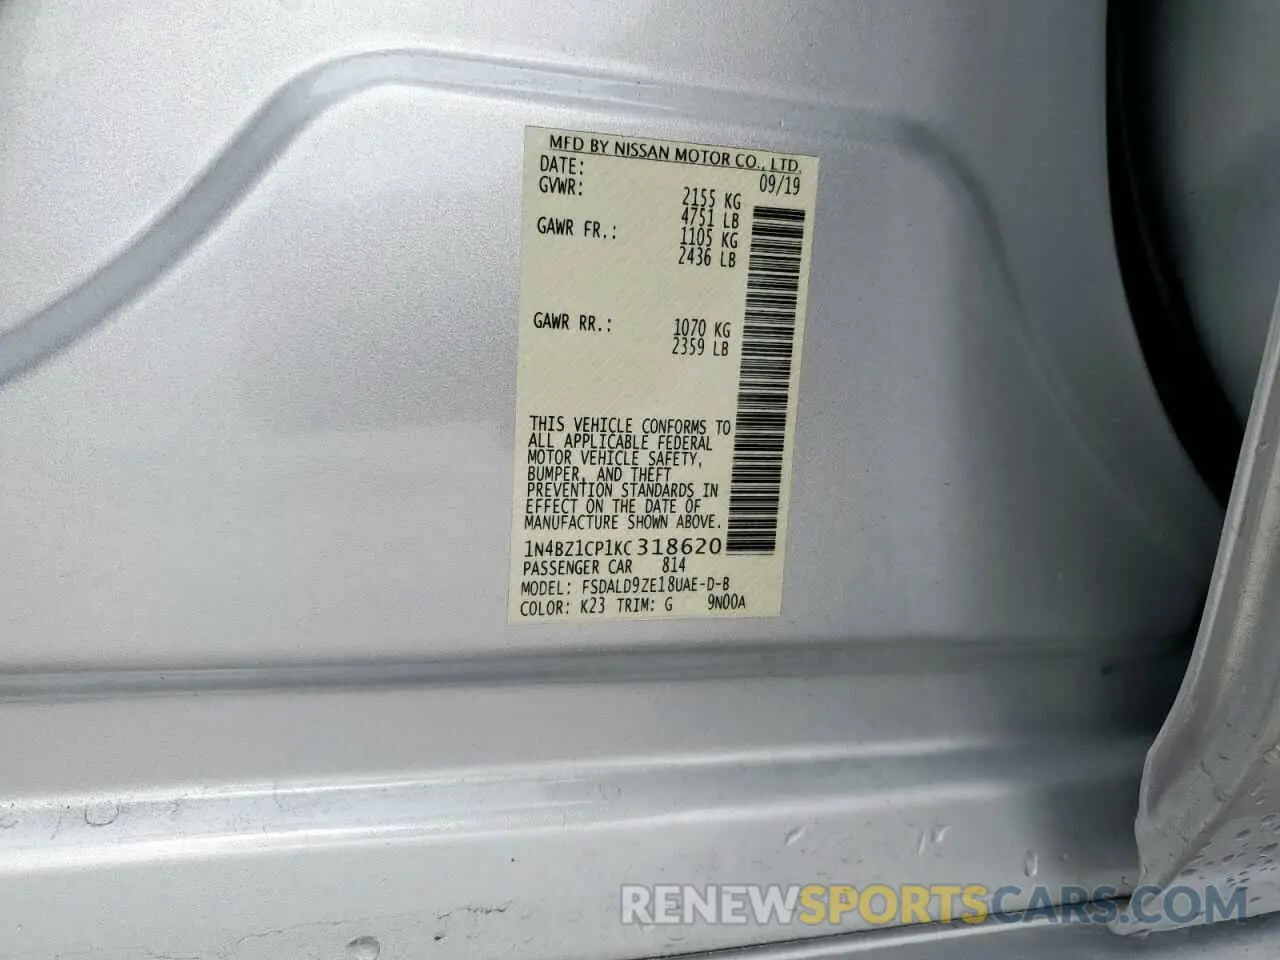 MFD BY NISSAN MOTOR CO., LTD.
DATE: 09/19
GVWR: 2155 KG
4751 LB
GAWR FR.: 1105 KG
2436 LB
GAWR RR.: 1070 KG
2359 LB
THIS VEHICLE CONFORMS TO
ALL APPLICABLE FEDERAL
MOTOR VEHICLE SAFETY,
BUMPER, AND THEFT
PREVENTION STANDARDS IN
EFFECT ON THE DATE OF
MANUFACTURE SHOWN ABOVE.
1N4BZ1CP1KC318620
PASSENGER CAR 814
MODEL: FSDALD9ZE18UAE-D-B
COLOR: K23 TRIM: G 9N00A
RENEWSPORTSCARS.COM